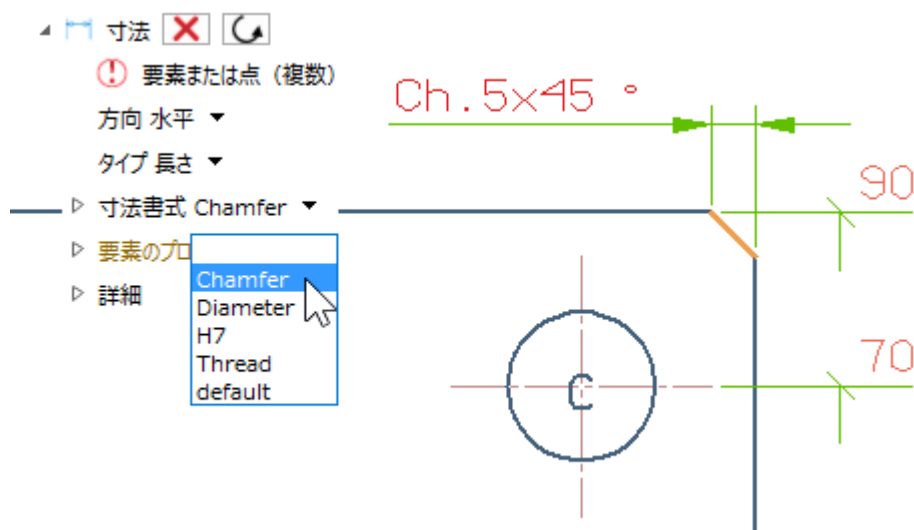 寸法
要素または点（複数）
方向 水平
タイプ 長さ
寸法書式 Chamfer
要素のプロ
詳細
Chamfer
Diameter
H7
Thread
default
Ch.5x45 °
90
70
C